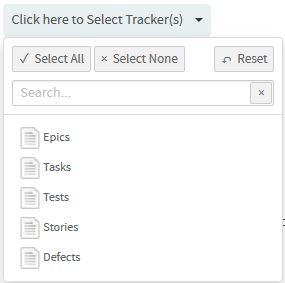 Click here to Select Tracker(s)
✓ Select All × Select None Reset
Search... ×
Epics
Tasks
Tests
Stories
Defects